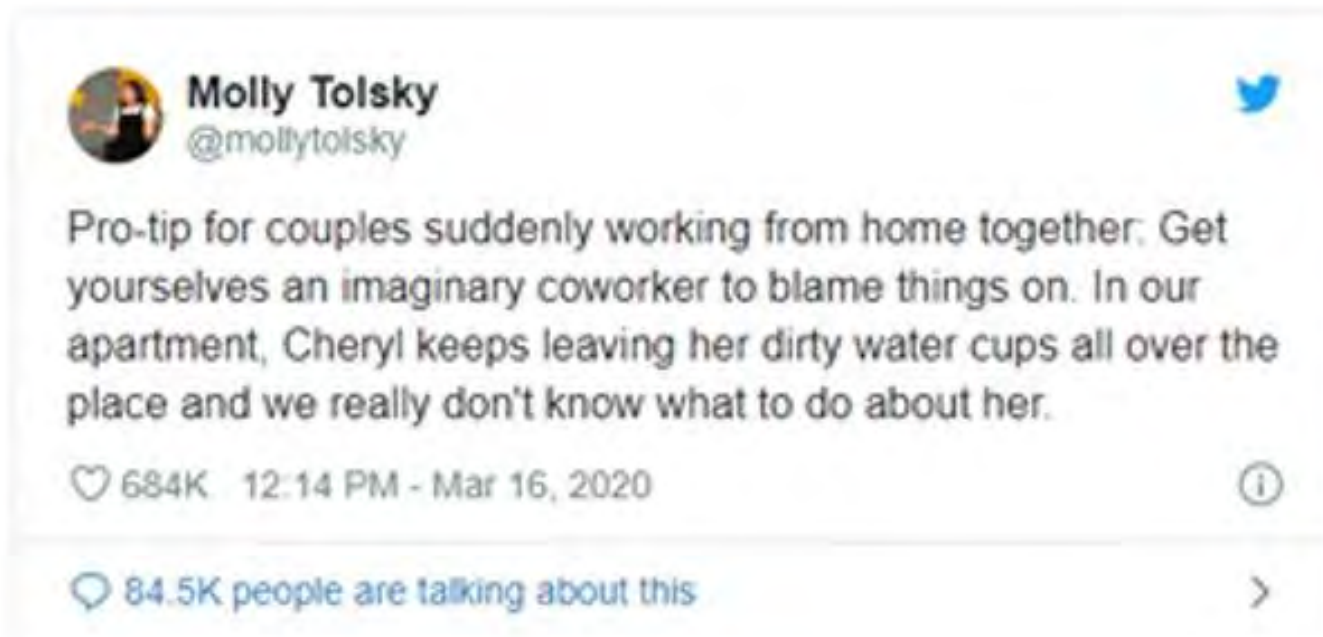 Molly Tolsky
@mollytolsky
Pro-tip for couples suddenly working from home together: Get
yourselves an imaginary coworker to blame things on. In our
apartment, Cheryl keeps leaving her dirty water cups all over the
place and we really don't know what to do about her.
684K 12:14 PM - Mar 16, 2020
84.5K people are talking about this